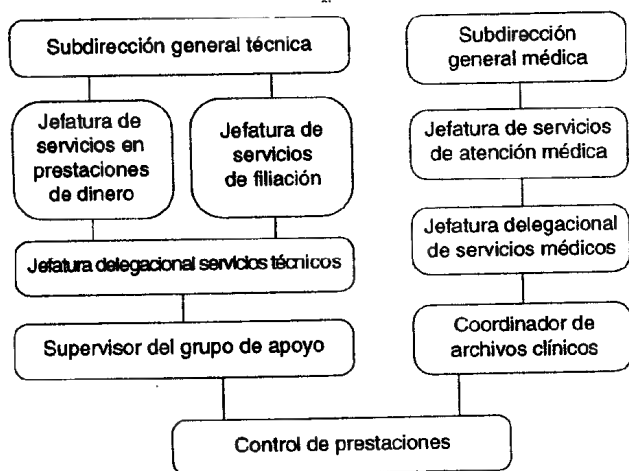 Subdirección general técnica
Subdirección
general médica
Jefatura de
servicios en
prestaciones
de dinero
Jefatura de
servicios
de filiación
Jefatura de servicios
de atención médica
Jefatura delegacional servicios técnicos
Jefatura delegacional
de servicios médicos
Supervisor del grupo de apoyo
Coordinador de
archivos clínicos
Control de prestaciones